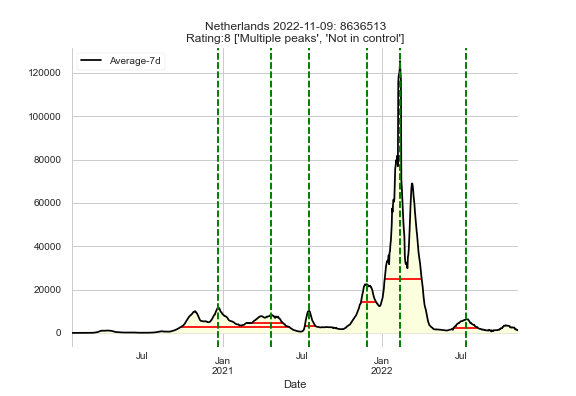 Netherlands 2022-11-09: 8636513
Rating:8 ['Multiple peaks', 'Not in control']
Average-7d
120000
100000
80000
60000
40000
20000
0
Jul
Jan
2021
Jul
Jan
2022
Jul
Date